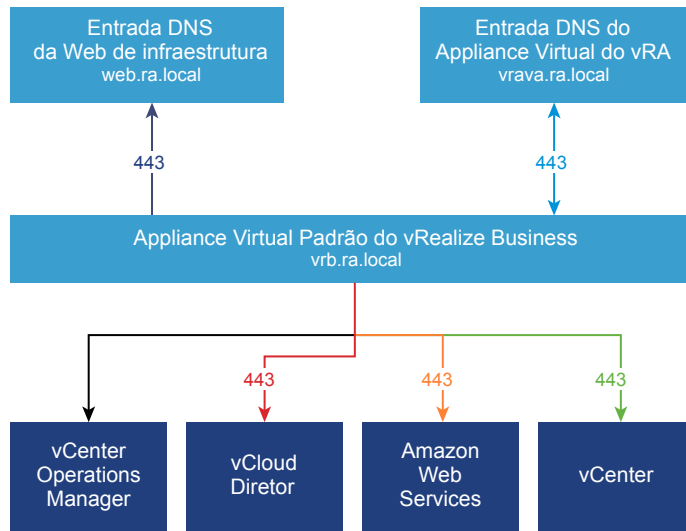 Entrada DNS
da Web de infraestrutura
web.ra.local
Entrada DNS do
Appliance Virtual do vRA
vrava.ra.local
443
443
Appliance Virtual Padrão do vRealize Business
vrb.ra.local
443
443
443
vCenter
Operations
Manager
vCloud
Diretor
Amazon
Web
Services
vCenter